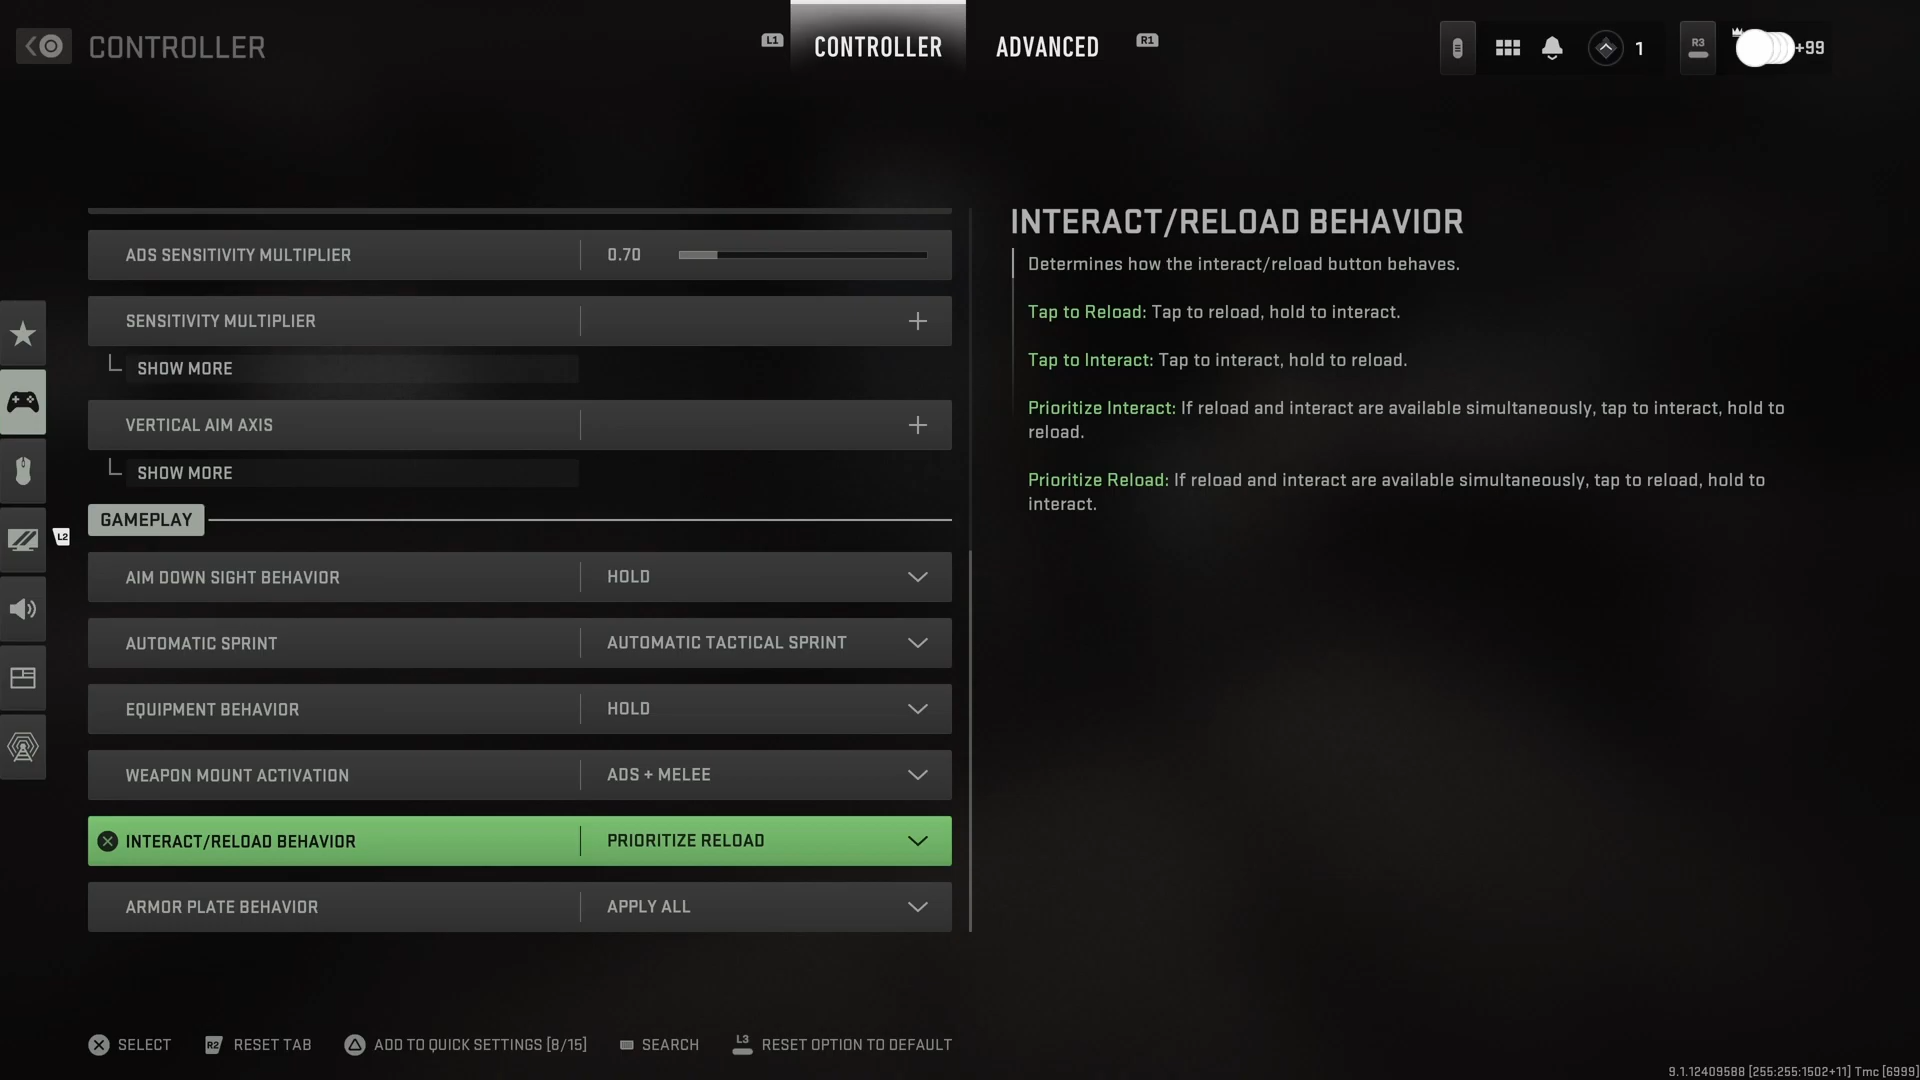 CONTROLLER
L1
CONTROLLER
ADVANCED
R1
1
R3
+99
ADS SENSITIVITY MULTIPLIER
0.70
SENSITIVITY MULTIPLIER
SHOW MORE
VERTICAL AIM AXIS
SHOW MORE
GAMEPLAY
L2
AIM DOWN SIGHT BEHAVIOR
HOLD
AUTOMATIC SPRINT
AUTOMATIC TACTICAL SPRINT
EQUIPMENT BEHAVIOR
HOLD
WEAPON MOUNT ACTIVATION
ADS + MELEE
INTERACT/RELOAD BEHAVIOR
PRIORITIZE RELOAD
ARMOR PLATE BEHAVIOR
APPLY ALL
INTERACT/RELOAD BEHAVIOR
Determines how the interact/reload button behaves.
Tap to Reload: Tap to reload, hold to interact.
Tap to Interact: Tap to interact, hold to reload.
Prioritize Interact: If reload and interact are available simultaneously, tap to interact, hold to
reload.
Prioritize Reload: If reload and interact are available simultaneously, tap to reload, hold to
interact.
SELECT
R2 RESET TAB
ADD TO QUICK SETTINGS [8/15]
SEARCH
L3 RESET OPTION TO DEFAULT
9.1.12409588 [255:255:1502+11] Tmc [6999]